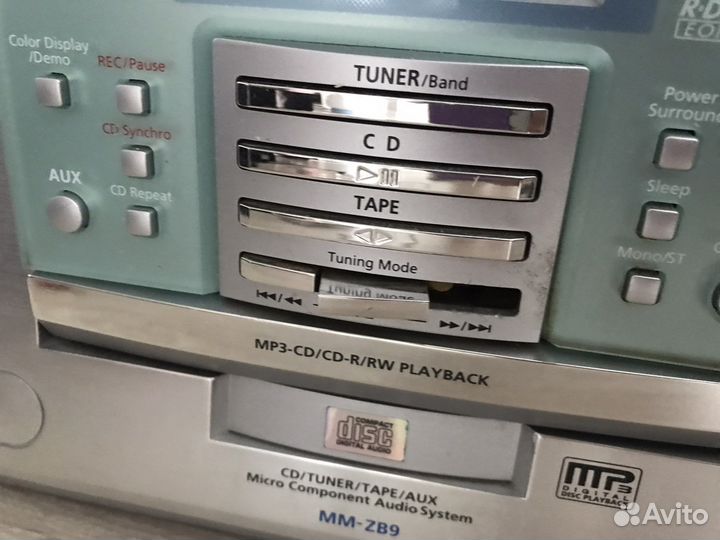 Color Display
/Demo
REC/Pause
CD Synchro
AUX
CD Repeat
TUNER/Band
CD
TAPE
Tuning Mode
Power
Surround
Sleep
Mono/ST
MP3-CD/CD-R/RW PLAYBACK
COMPACT
disc
DIGITAL AUDIO
CD/TUNER/TAPE/AUX
Micro Component Audio System
MM-ZB9
MP3
DIGITAL
DISC PLAYBACK
Avito